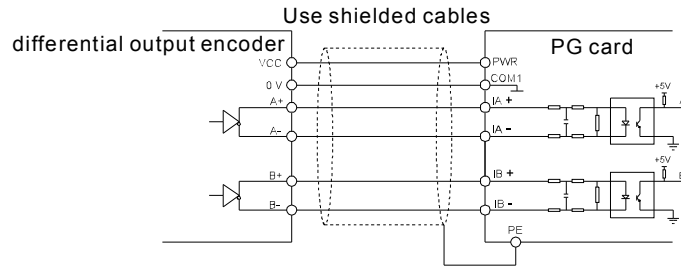 Use shielded cables
differential output encoder
PG card
VCC
PWR
0 V
COM1
A+
IA +
+5V
A
A-
IA -
+5V
B+
IB +
B
B-
IB -
PE